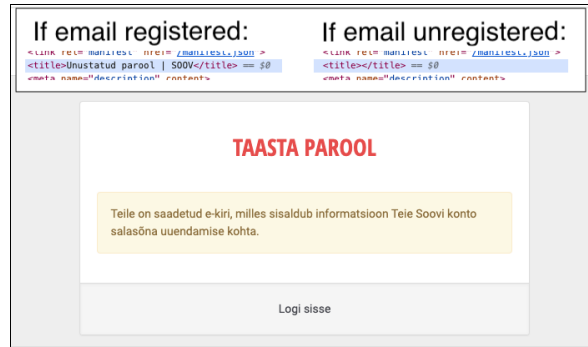 If email registered: If email unregistered:
<link rel="manifest" href="/manifest.json"> <link rel="manifest" href="/manifest.json">
<title>Unustatud parool | SOOV</title> == $0 <title></title> == $0
<meta name="description" content> <meta name="description" content>
TAASTA PAROOL
Teile on saadetud e-kiri, milles sisaldub informatsioon Teie Soovi konto
salasõna uuendamise kohta.
Logi sisse